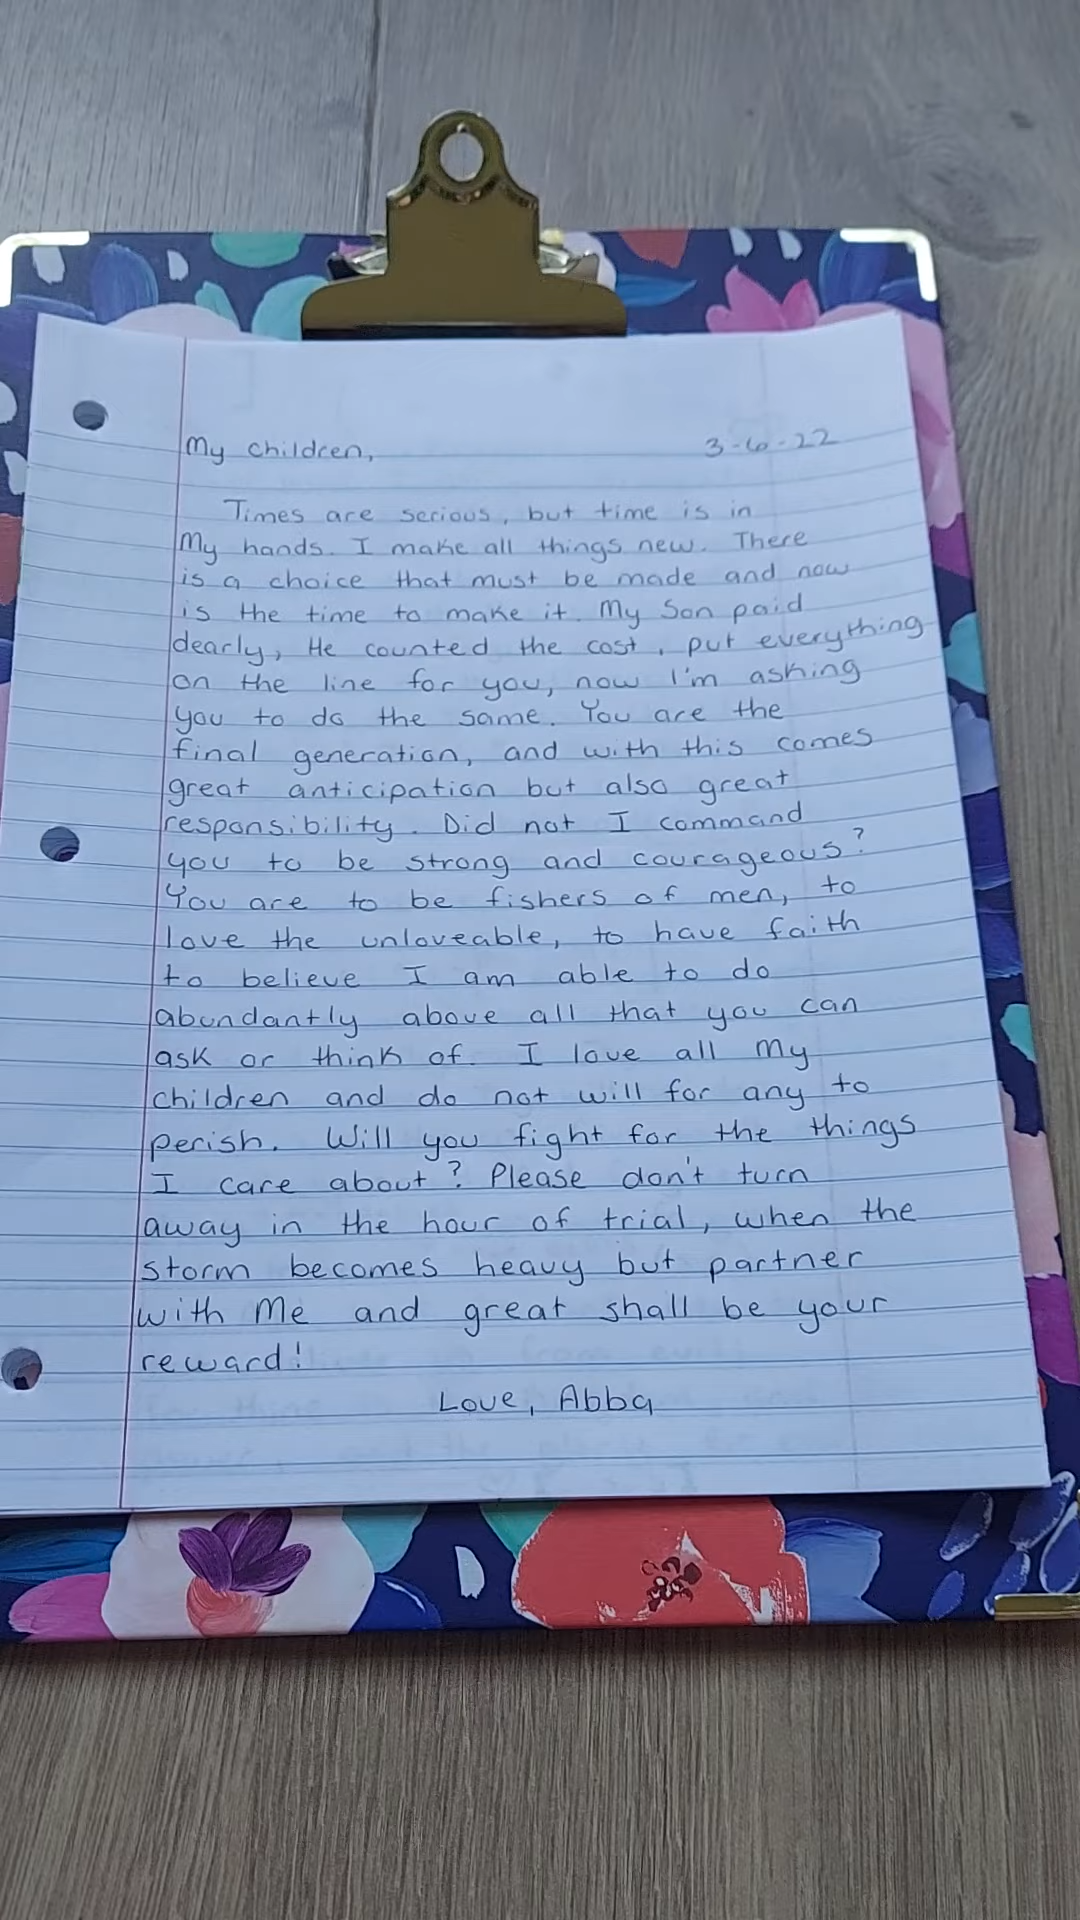 My children, 3-6-22
Times are serious, but time is in
My hands. I make all things new. There
is a choice that must be made and now
is the time to make it. My Son paid
dearly, He counted the cost, put everything
on the line for you, now I'm asking
you to do the same. You are the
final generation, and with this comes
great anticipation but also great
responsibility. Did not I command
you to be strong and courageous?
You are to be fishers of men, to
love the unloveable, to have faith
to believe I am able to do
abundantly above all that you can
ask or think of. I love all My
children and do not will for any to
perish. Will you fight for the things
I care about? Please don't turn
away in the hour of trial, when the
storm becomes heavy but partner
with Me and great shall be your
reward!
Love, Abba